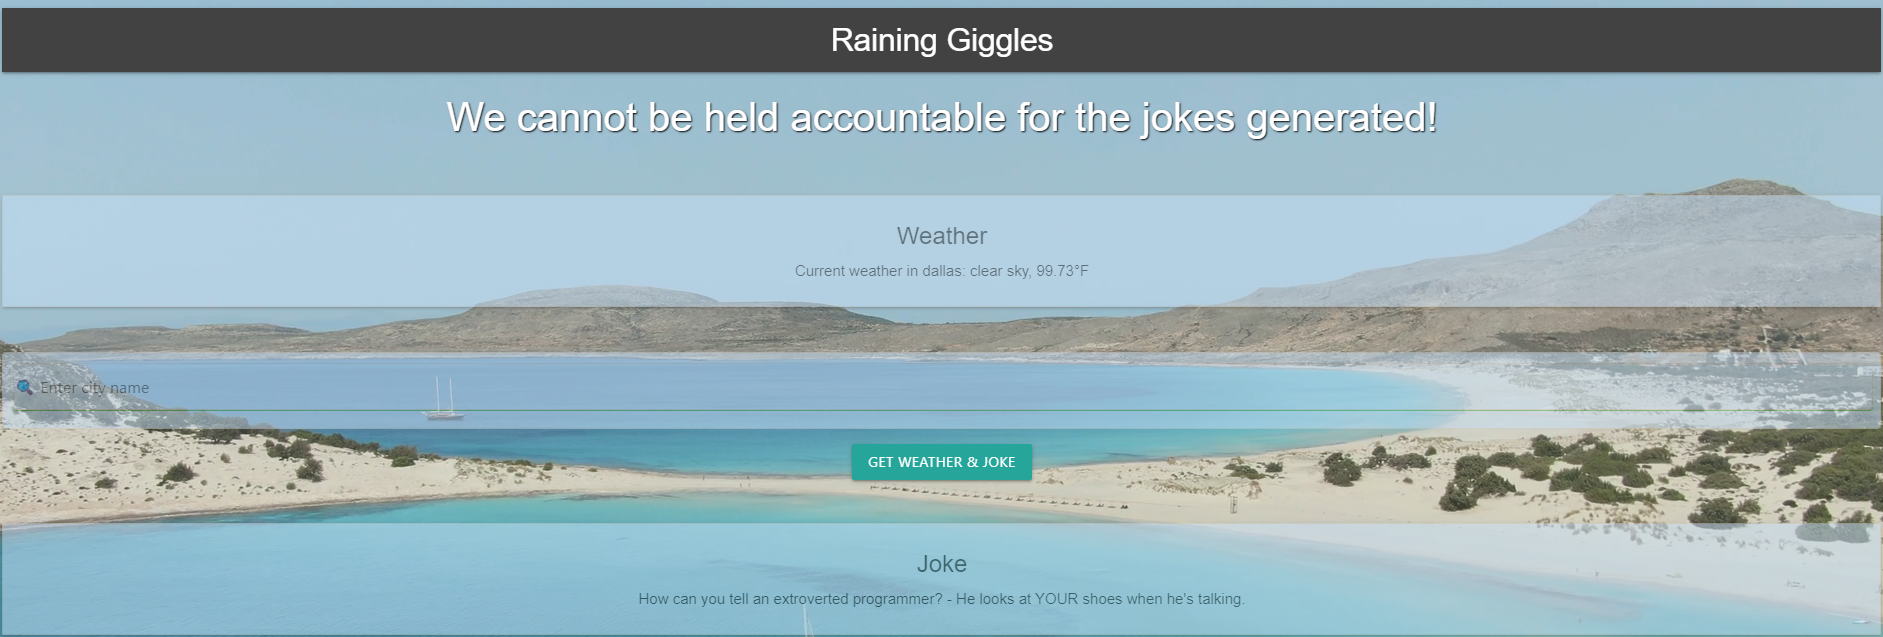 Raining Giggles
We cannot be held accountable for the jokes generated!
Weather
Current weather in dallas: clear sky, 99.73°F
🔍 Enter city name
GET WEATHER & JOKE
Joke
How can you tell an extroverted programmer? - He looks at YOUR shoes when he's talking.